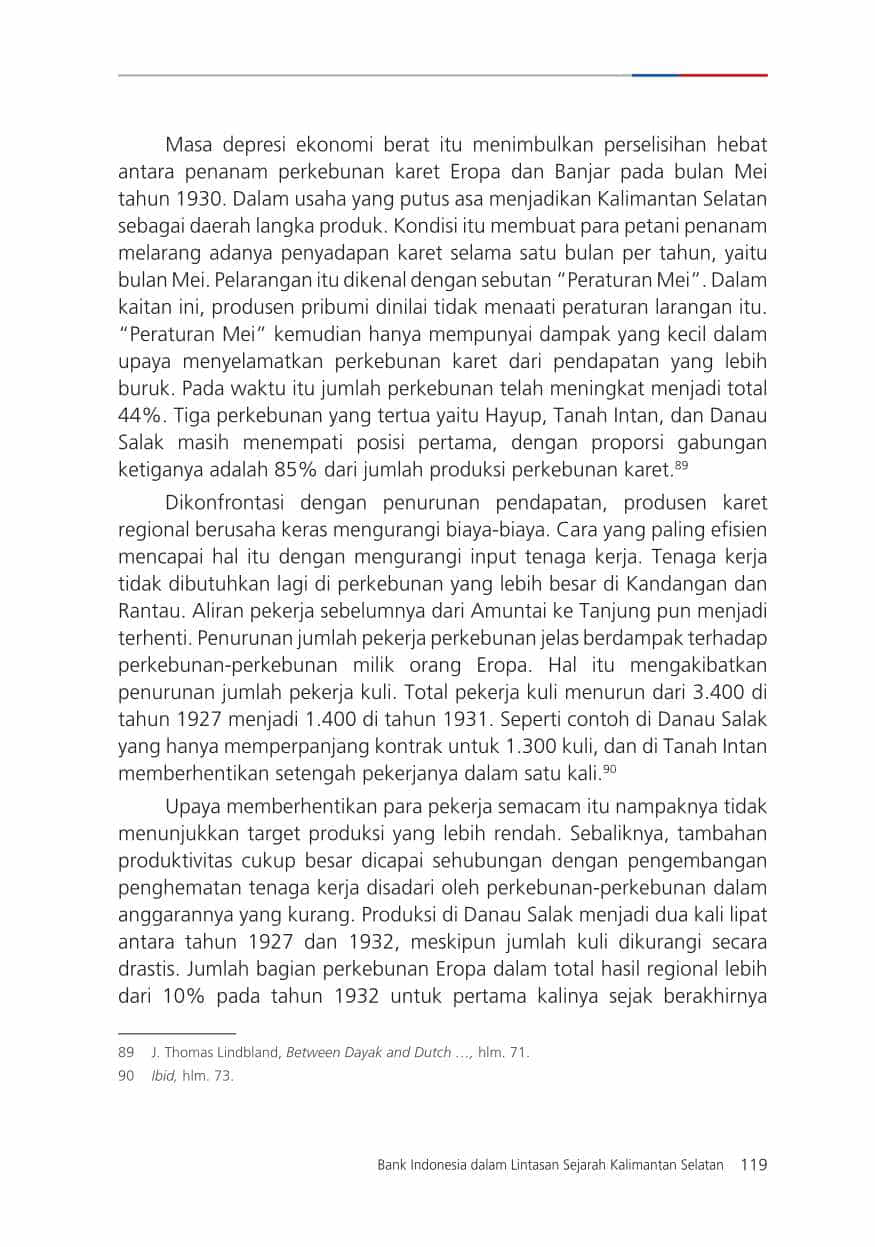 Masa depresi ekonomi berat itu menimbulkan perselisihan hebat
antara penanam perkebunan karet Eropa dan Banjar pada bulan Mei
tahun 1930. Dalam usaha yang putus asa menjadikan Kalimantan Selatan
sebagai daerah langka produk. Kondisi itu membuat para petani penanam
melarang adanya penyadapan karet selama satu bulan per tahun, yaitu
bulan Mei. Pelarangan itu dikenal dengan sebutan “Peraturan Mei”. Dalam
kaitan ini, produsen pribumi dinilai tidak menaati peraturan larangan itu.
“Peraturan Mei” kemudian hanya mempunyai dampak yang kecil dalam
upaya menyelamatkan perkebunan karet dari pendapatan yang lebih
buruk. Pada waktu itu jumlah perkebunan telah meningkat menjadi total
44%. Tiga perkebunan yang tertua yaitu Hayup, Tanah Intan, dan Danau
Salak masih menempati posisi pertama, dengan proporsi gabungan
ketiganya adalah 85% dari jumlah produksi perkebunan karet.⁸⁹
Dikonfrontasi dengan penurunan pendapatan, produsen karet
regional berusaha keras mengurangi biaya-biaya. Cara yang paling efisien
mencapai hal itu dengan mengurangi input tenaga kerja. Tenaga kerja
tidak dibutuhkan lagi di perkebunan yang lebih besar di Kandangan dan
Rantau. Aliran pekerja sebelumnya dari Amuntai ke Tanjung pun menjadi
terhenti. Penurunan jumlah pekerja perkebunan jelas berdampak terhadap
perkebunan-perkebunan milik orang Eropa. Hal itu mengakibatkan
penurunan jumlah pekerja kuli. Total pekerja kuli menurun dari 3.400 di
tahun 1927 menjadi 1.400 di tahun 1931. Seperti contoh di Danau Salak
yang hanya memperpanjang kontrak untuk 1.300 kuli, dan di Tanah Intan
memberhentikan setengah pekerjanya dalam satu kali.⁹⁰
Upaya memberhentikan para pekerja semacam itu nampaknya tidak
menunjukkan target produksi yang lebih rendah. Sebaliknya, tambahan
produktivitas cukup besar dicapai sehubungan dengan pengembangan
penghematan tenaga kerja disadari oleh perkebunan-perkebunan dalam
anggarannya yang kurang. Produksi di Danau Salak menjadi dua kali lipat
antara tahun 1927 dan 1932, meskipun jumlah kuli dikurangi secara
drastis. Jumlah bagian perkebunan Eropa dalam total hasil regional lebih
dari 10% pada tahun 1932 untuk pertama kalinya sejak berakhirnya
89 J. Thomas Lindbland, Between Dayak and Dutch …, hlm. 71.
90 Ibid, hlm. 73.
Bank Indonesia dalam Lintasan Sejarah Kalimantan Selatan 119